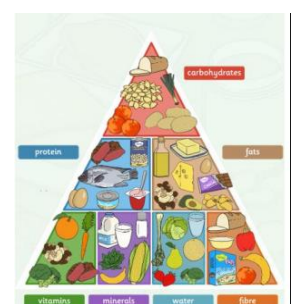 carbohydrates
protein
fats
vitamins
minerals
water
fibre